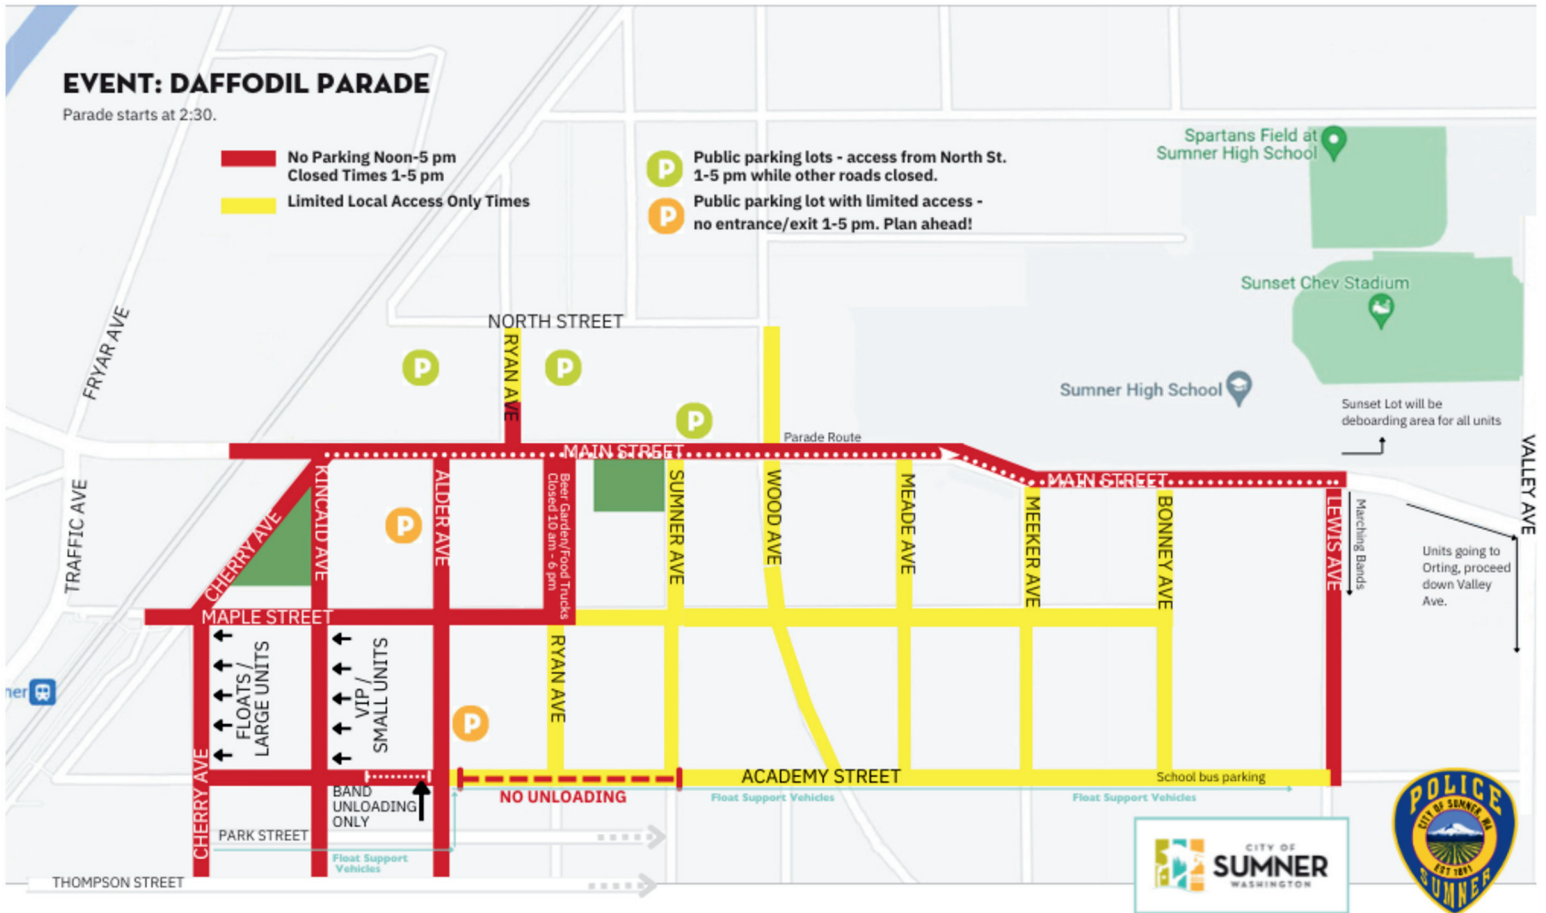 EVENT: DAFFODIL PARADE
Parade starts at 2:30.
No Parking Noon-5 pm
Closed Times 1-5 pm
Limited Local Access Only Times
P
Public parking lots - access from North St.
1-5 pm while other roads closed.
P
Public parking lot with limited access -
no entrance/exit 1-5 pm. Plan ahead!
Spartans Field at
Sumner High School
Sunset Chev Stadium
Sumner High School
Sunset Lot will be
deboarding area for all units
FRYAR AVE
NORTH STREET
RYAN AVE
P
P
P
P
P
MAIN STREET
Parade Route
MAIN STREET
VALLEY AVE
TRAFFIC AVE
CHERRY AVE
KINCAID AVE
ALDER AVE
Beer Garden/Food Trucks
Closed 10 am - 6 pm
SUMNER AVE
WOOD AVE
MEADE AVE
MEEKER AVE
BONNEY AVE
LEWIS AVE
Marching Bands
Units going to
Orting, proceed
down Valley
Ave.
MAPLE STREET
FLOATS /
LARGE UNITS
VIP /
SMALL UNITS
RYAN AVE
ner
CHERRY AVE
ACADEMY STREET
School bus parking
BAND
UNLOADING
ONLY
NO UNLOADING
Float Support Vehicles
Float Support Vehicles
PARK STREET
Float Support
Vehicles
THOMPSON STREET
CITY OF
SUMNER
WASHINGTON
POLICE
CITY OF SUMNER, WA
EST 1891
SUMNER